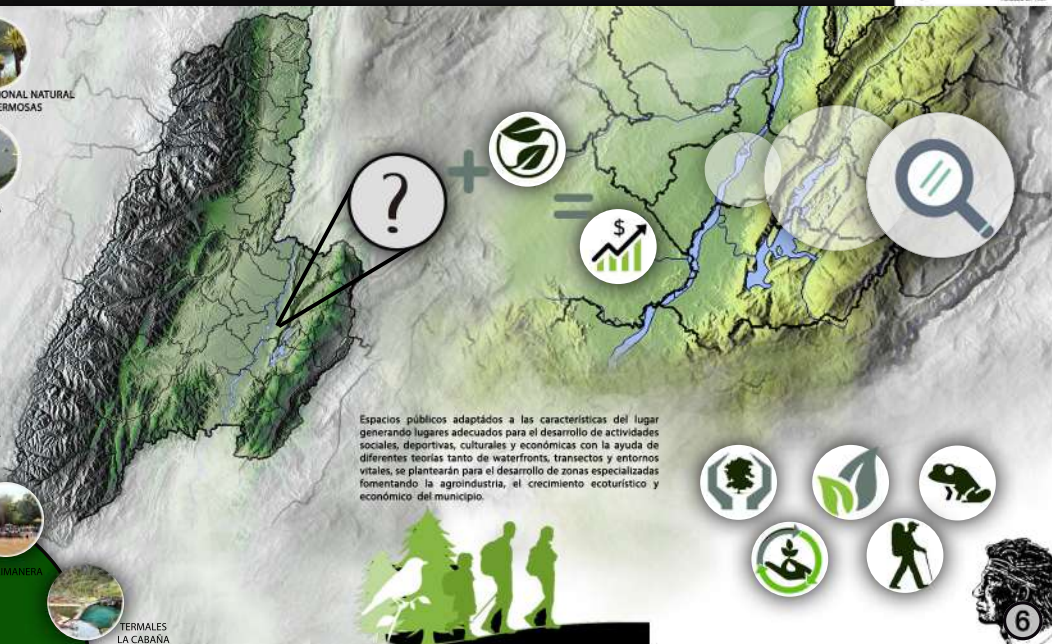 IONAL NATURAL
ERMOSAS
?
+
=
$
Espacios públicos adaptádos a las características del lugar
generando lugares adecuados para el desarrollo de actividades
sociales, deportivas, culturales y económicas con la ayuda de
diferentes teorías tanto de waterfronts, transectos y entornos
vitales, se plantearán para el desarrollo de zonas especializadas
fomentando la agroindustria, el crecimiento ecoturístico y
económico del municipio.
IMANERA
TERMALES
LA CABAÑA
6